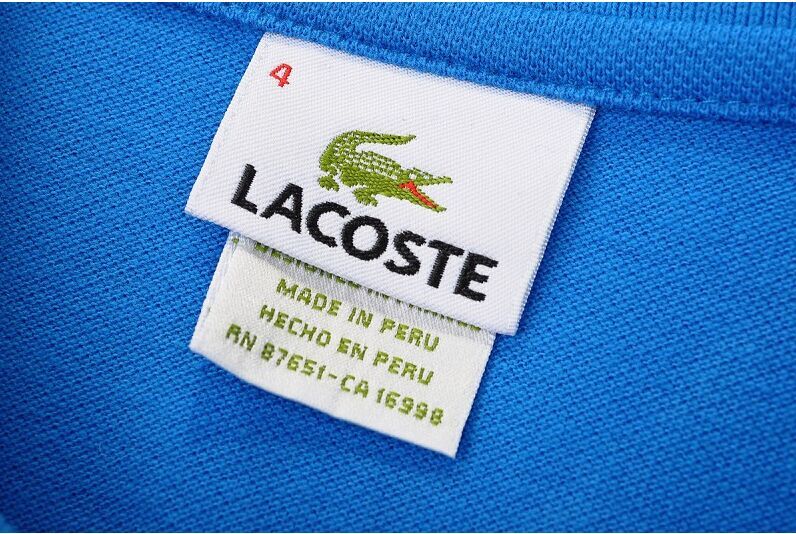 4
LACOSTE
MADE IN PERU
HECHO EN PERU
RN 87651-CA 16998